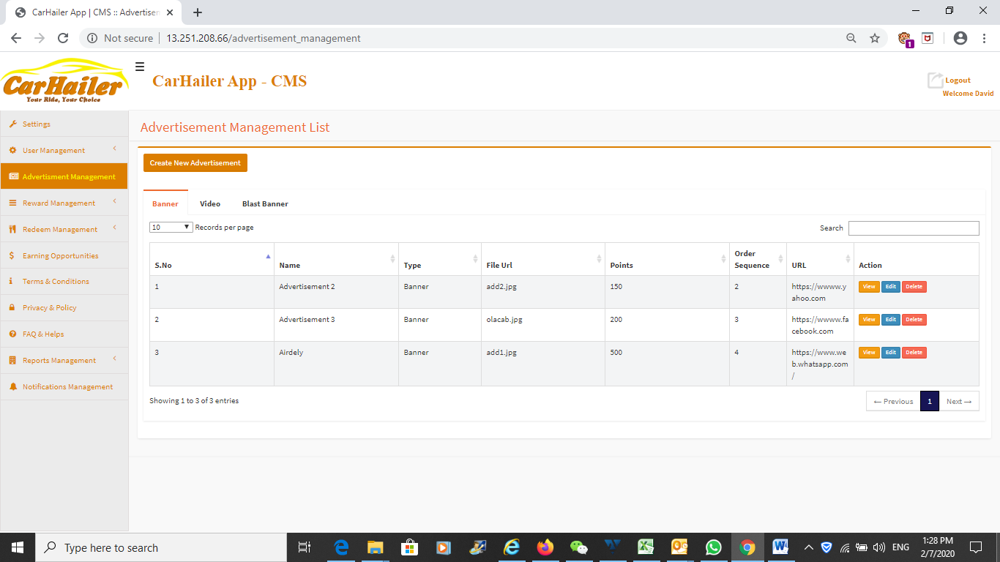 CarHailer App | CMS :: Advertisen
Not secure
13.251.208.66/advertisement_management
1
CarHailer
Your Ride, Your Choice
CarHailer App - CMS
Logout
Welcome David
Settings
User Management
Advertisment Management
Reward Management
Redeem Management
Earning Opportunities
Terms & Conditions
Privacy & Policy
FAQ & Helps
Reports Management
Notifications Management
Advertisement Management List
Create New Advertisement
Banner Video Blast Banner
10 Records per page
Search
S.No Name Type File Url Points Order Sequence URL Action
1 Advertisement 2 Banner add2.jpg 150 2 https://wwww.y View Edit Delete
ahoo.com
2 Advertisement 3 Banner olacab.jpg 200 3 https://wwww.fa View Edit Delete
cebook.com
3 Airdely Banner add1.jpg 500 4 https://www.we View Edit Delete
b.whatsapp.com
/
Showing 1 to 3 of 3 entries
← Previous 1 Next →
Type here to search
ENG
1:28 PM
2/7/2020